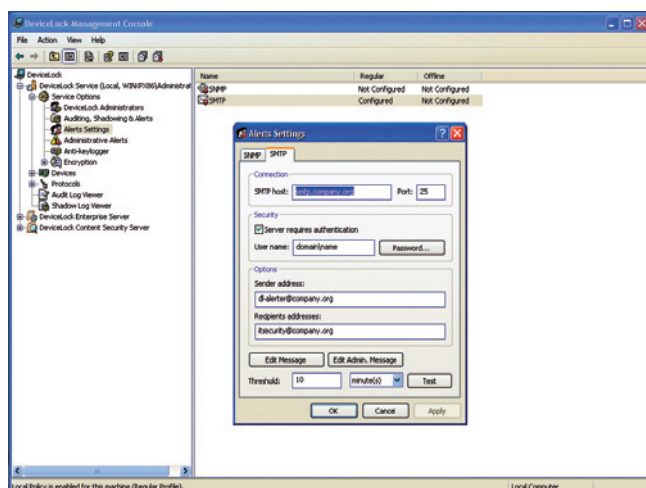 DeviceLock Management Console
File Action View Help
DeviceLock
DeviceLock Service (Local, WINXPX86\Administrat
Service Options
DeviceLock Administrators
Auditing, Shadowing & Alerts
Alerts Settings
Administrative Alerts
Anti-keylogger
Encryption
Devices
Protocols
Audit Log Viewer
Shadow Log Viewer
DeviceLock Enterprise Server
DeviceLock Content Security Server
Name Regular Offline
SNMP Not Configured Not Configured
SMTP Configured Not Configured
Alerts Settings
SNMP SMTP
Connection
SMTP host: smtp.company.org Port: 25
Security
Server requires authentication
User name: domain\name Password...
Options
Sender address:
dl-alerter@company.org
Recipients addresses:
itsecurity@company.org
Edit Message Edit Admin. Message
Threshold: 10 minute(s) Test
OK Cancel Apply
Local Policy is enabled for this machine (Regular Profile). Local Computer